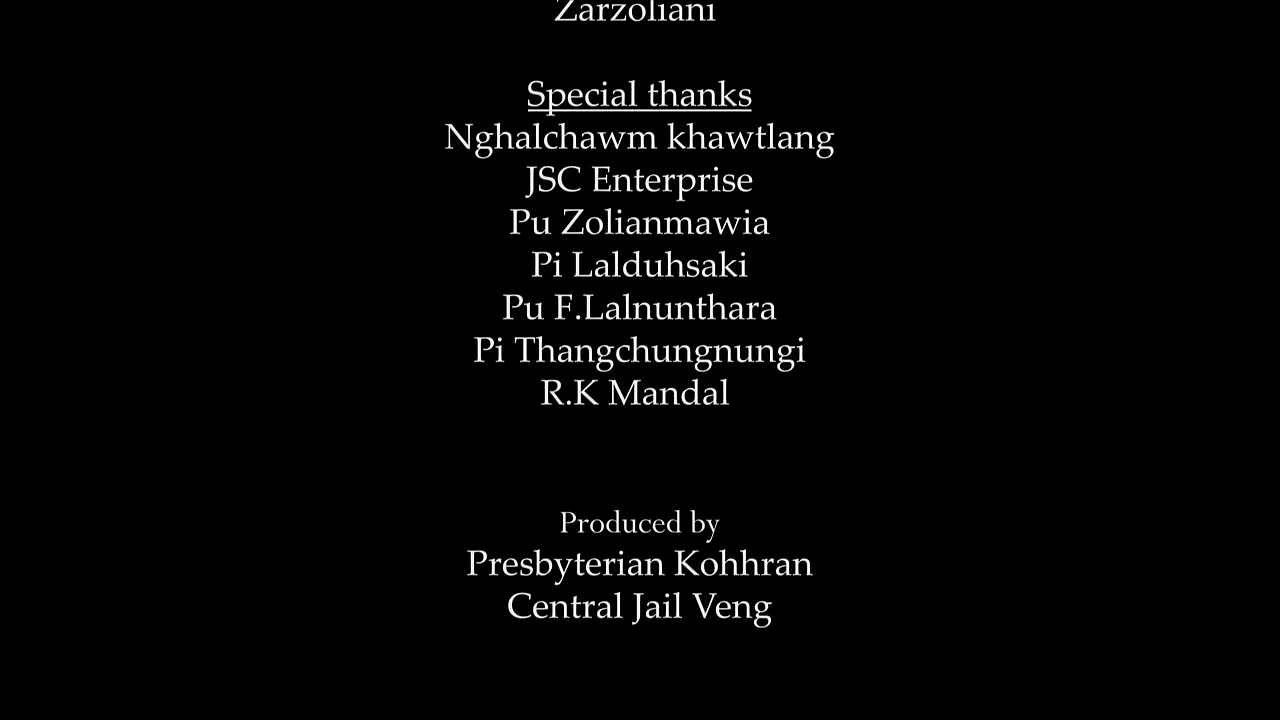 Zarzoliani
Special thanks
Nghalchawm khawtlang
JSC Enterprise
Pu Zolianmawia
Pi Lalduhsaki
Pu F.Lalnunthara
Pi Thangchungnungi
R.K Mandal
Produced by
Presbyterian Kohhran
Central Jail Veng